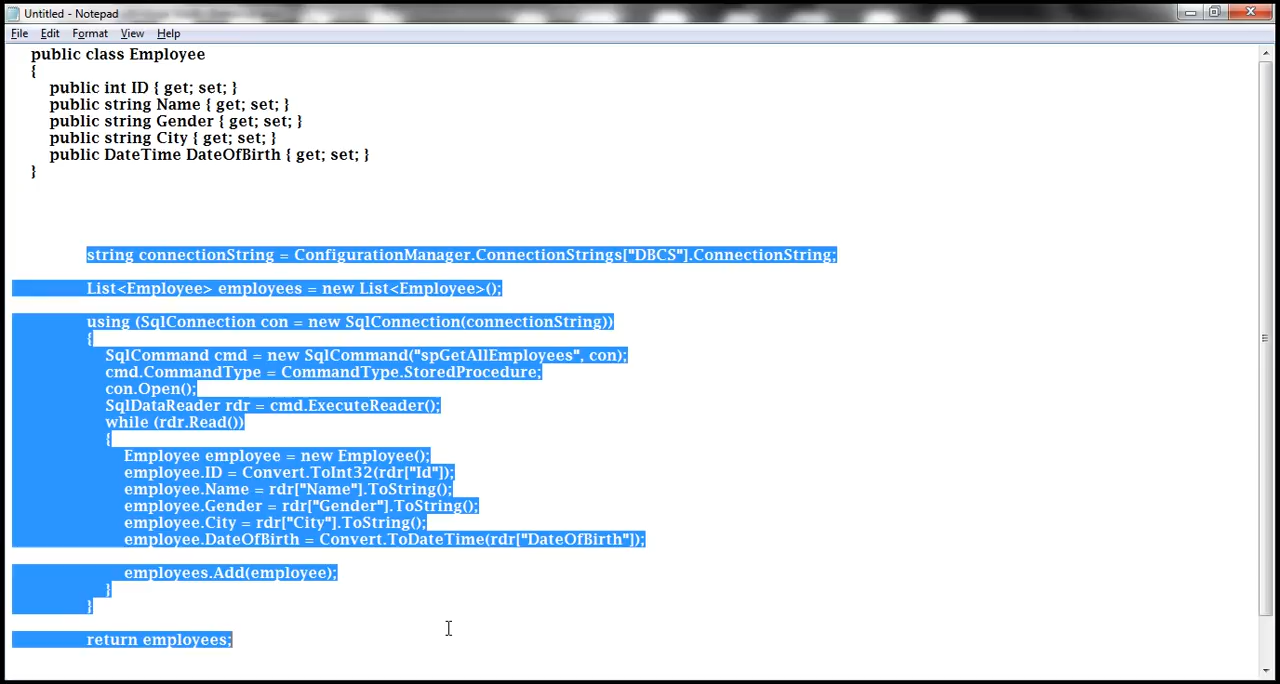 Untitled - Notepad
File Edit Format View Help
public class Employee
{
public int ID { get; set; }
public string Name { get; set; }
public string Gender { get; set; }
public string City { get; set; }
public DateTime DateOfBirth { get; set; }
}
string connectionString = ConfigurationManager.ConnectionStrings["DBCS"].ConnectionString;
List<Employee> employees = new List<Employee>();
using (SqlConnection con = new SqlConnection(connectionString))
{
SqlCommand cmd = new SqlCommand("spGetAllEmployees", con);
cmd.CommandType = CommandType.StoredProcedure;
con.Open();
SqlDataReader rdr = cmd.ExecuteReader();
while (rdr.Read())
{
Employee employee = new Employee();
employee.ID = Convert.ToInt32(rdr["Id"]);
employee.Name = rdr["Name"].ToString();
employee.Gender = rdr["Gender"].ToString();
employee.City = rdr["City"].ToString();
employee.DateOfBirth = Convert.ToDateTime(rdr["DateOfBirth"]);
employees.Add(employee);
}
}
return employees;